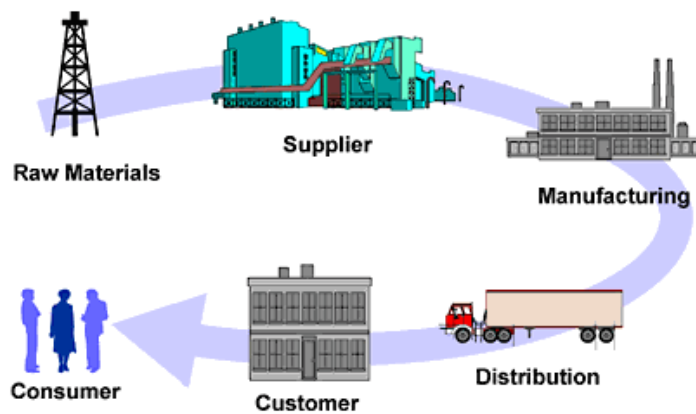 Raw Materials
Supplier
Manufacturing
Distribution
Customer
Consumer